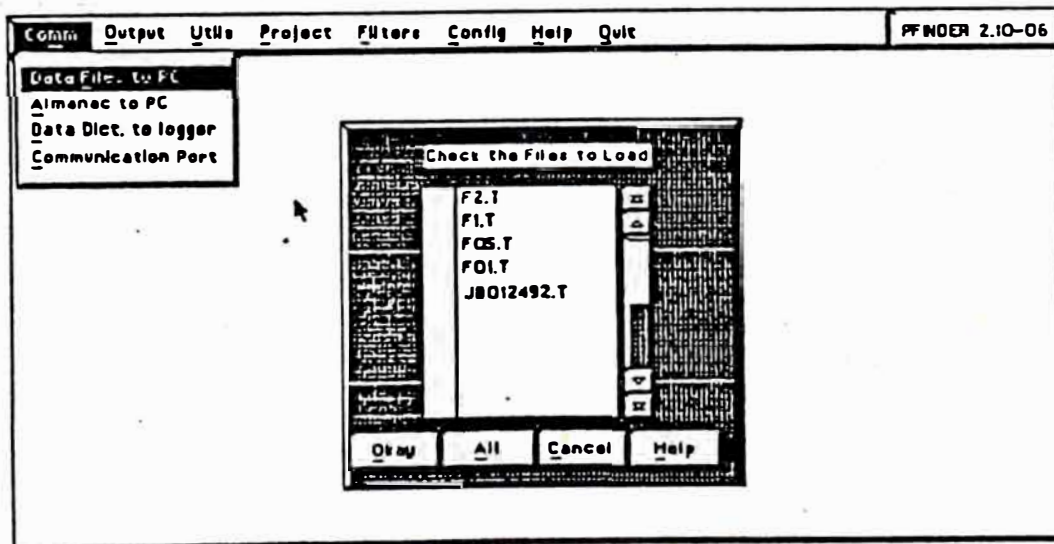 Comm Output Utils Project Filters Config Help Quit PFINDER 2.10-06
Data Files to PC
Almanac to PC
Data Dict. to logger
Communication Port
Check the Files to Load
F2.T
F1.T
F05.T
F01.T
JB012492.T
Okay All Cancel Help